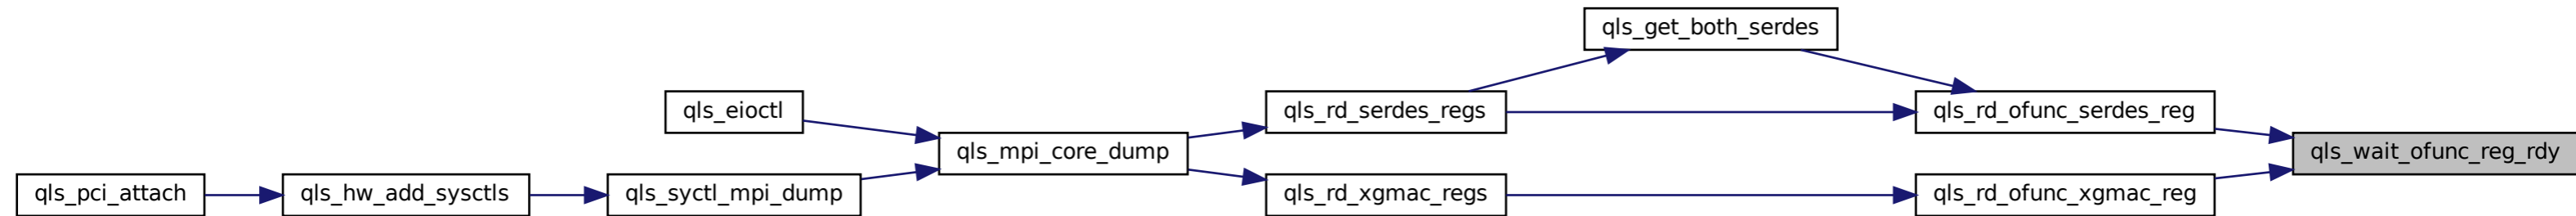 qls_get_both_serdes
qls_eioctl
qls_rd_serdes_regs
qls_rd_ofunc_serdes_reg
qls_mpi_core_dump
qls_wait_ofunc_reg_rdy
qls_pci_attach
qls_hw_add_sysctls
qls_syctl_mpi_dump
qls_rd_xgmac_regs
qls_rd_ofunc_xgmac_reg